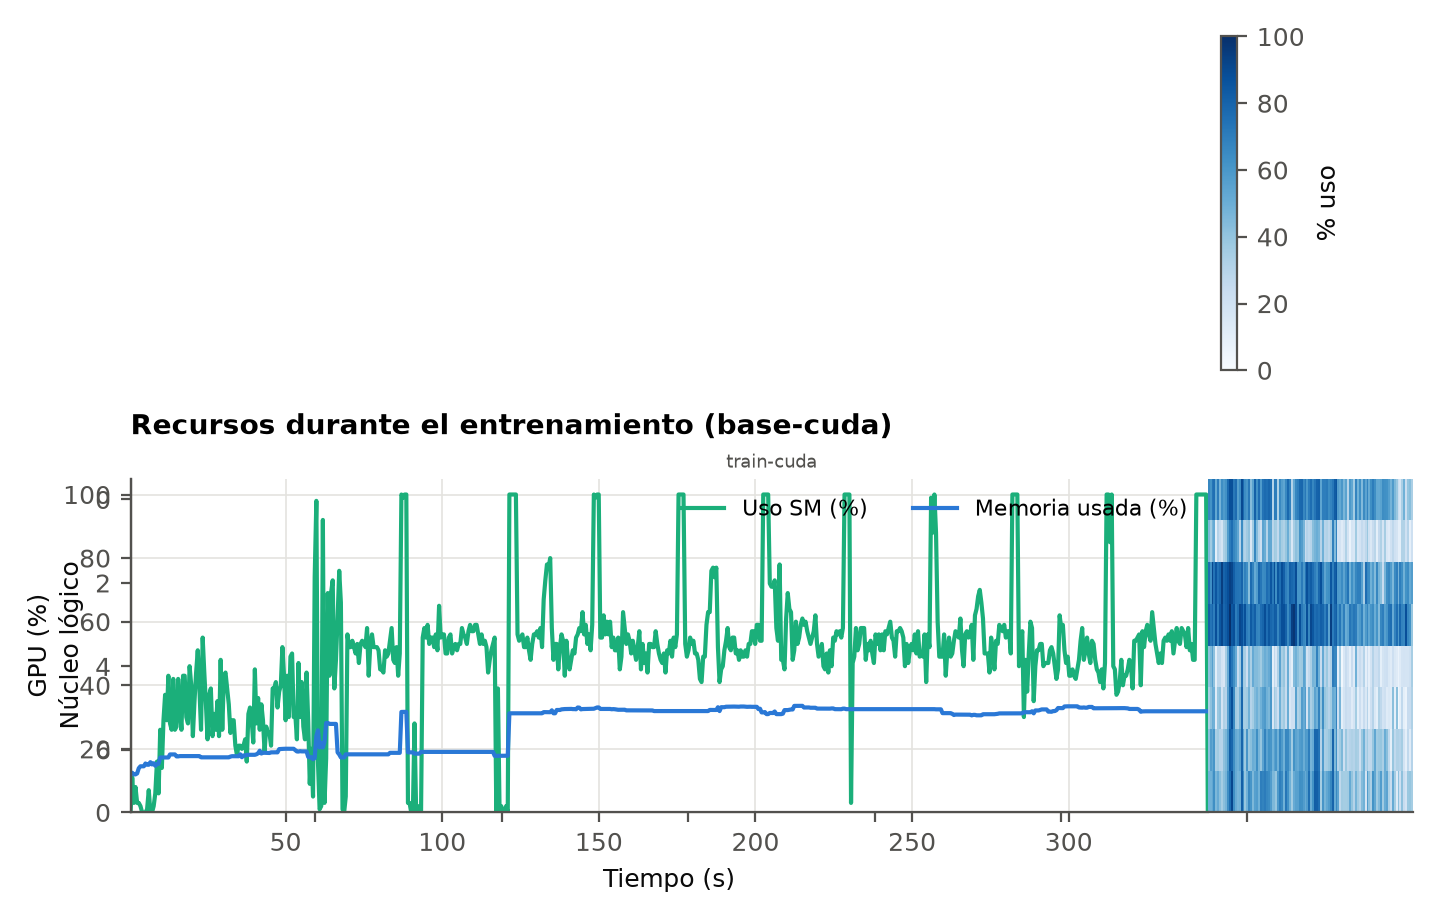 100
80
60
40
20
0
% uso
Recursos durante el entrenamiento (base-cuda)
train-cuda
Uso SM (%)
Memoria usada (%)
GPU (%)
Núcleo lógico
100
80
60
40
20
0
0
2
4
6
50
100
150
200
250
300
Tiempo (s)